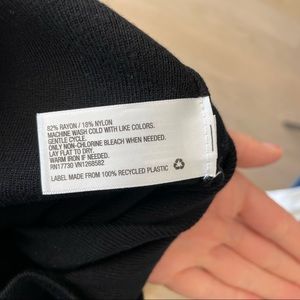 82% RAYON / 18% NYLON
MACHINE WASH COLD WITH LIKE COLORS.
GENTLE CYCLE.
ONLY NON-CHLORINE BLEACH WHEN NEEDED.
LAY FLAT TO DRY.
WARM IRON IF NEEDED.
RN17730 VN1268582
LABEL MADE FROM 100% RECYCLED PLASTIC